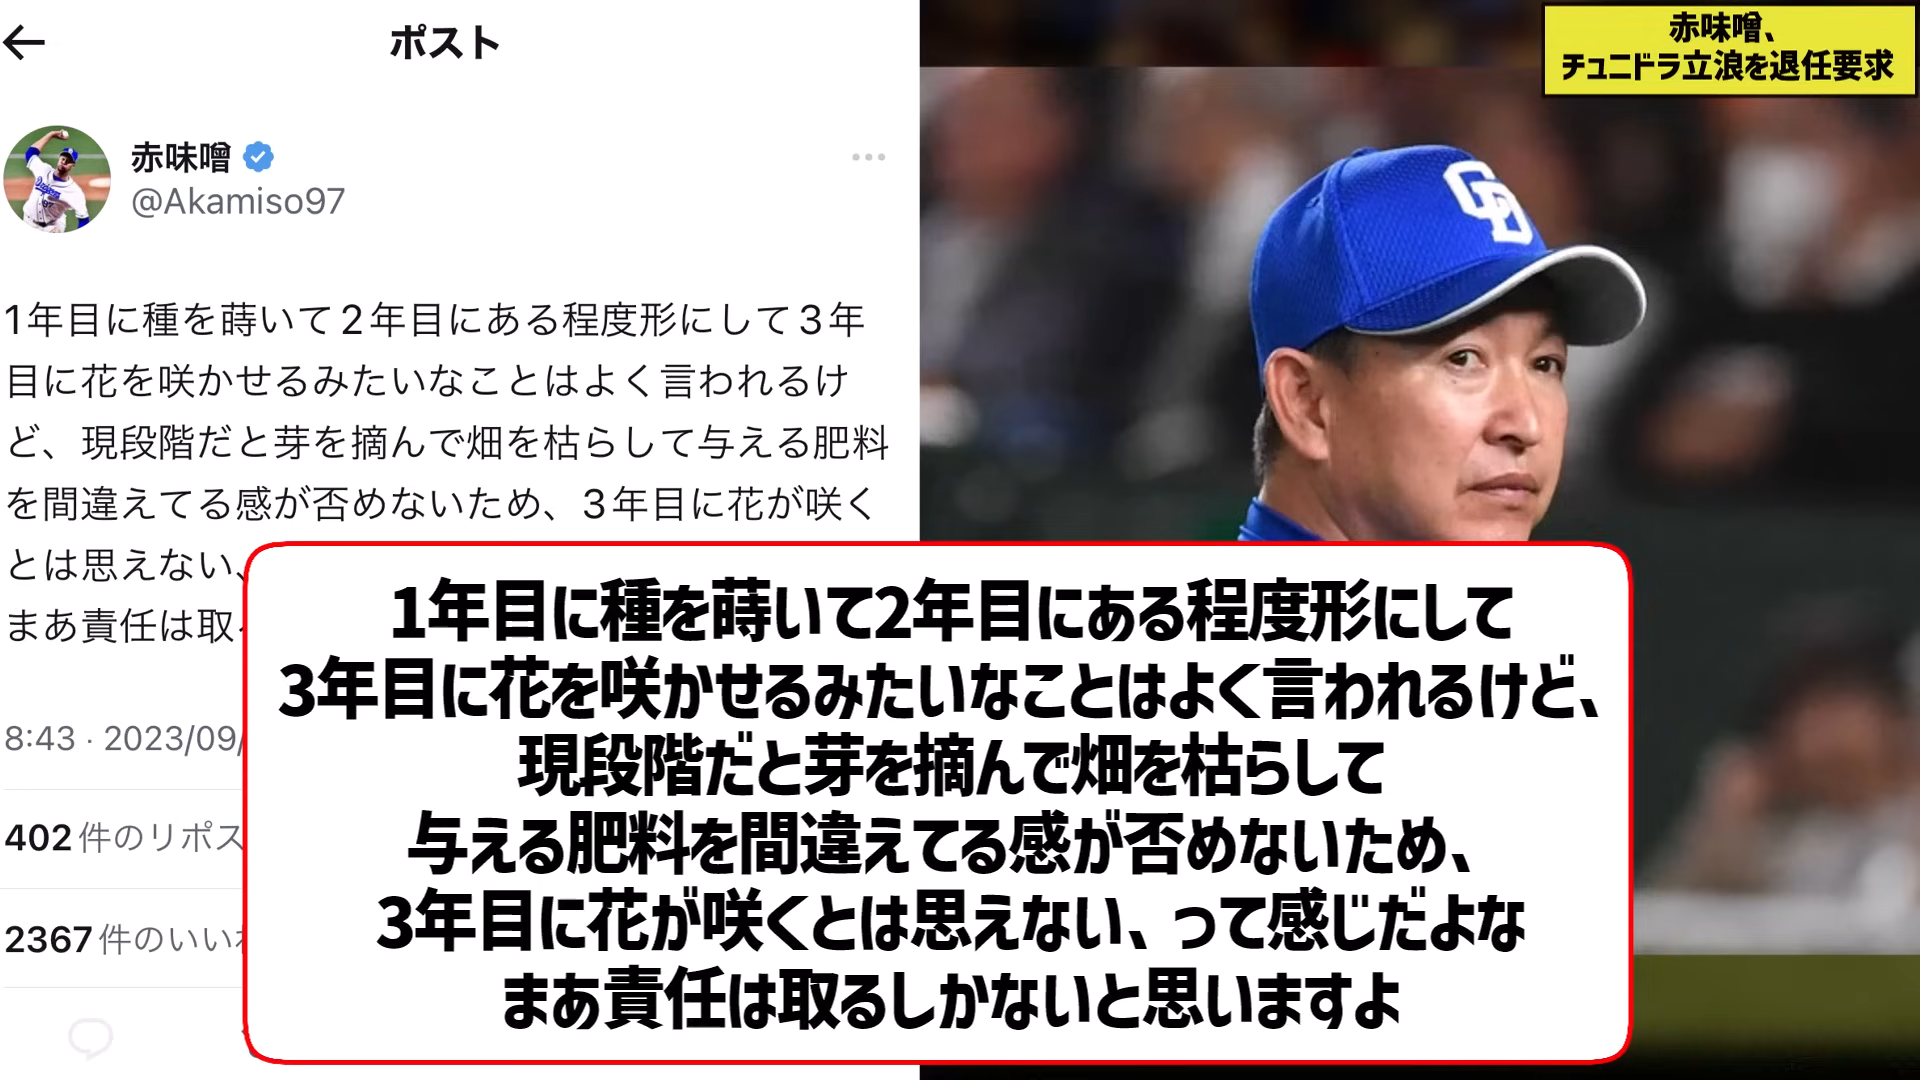 ポスト
赤味噌、
チュニドラ立浪を退任要求
赤味噌
@Akamiso97
1年目に種を蒔いて2年目にある程度形にして3年
目に花を咲かせるみたいなことはよく言われるけ
ど、現段階だと芽を摘んで畑を枯らして与える肥料
を間違えてる感が否めないため、3年目に花が咲く
とは思えない、
まあ責任は取
8:43 · 2023/09/
402件のリポス
2367件のいい
1年目に種を蒔いて2年目にある程度形にして
3年目に花を咲かせるみたいなことはよく言われるけど、
現段階だと芽を摘んで畑を枯らして
与える肥料を間違えてる感が否めないため、
3年目に花が咲くとは思えない、って感じだよな
まあ責任は取るしかないと思いますよ
CD